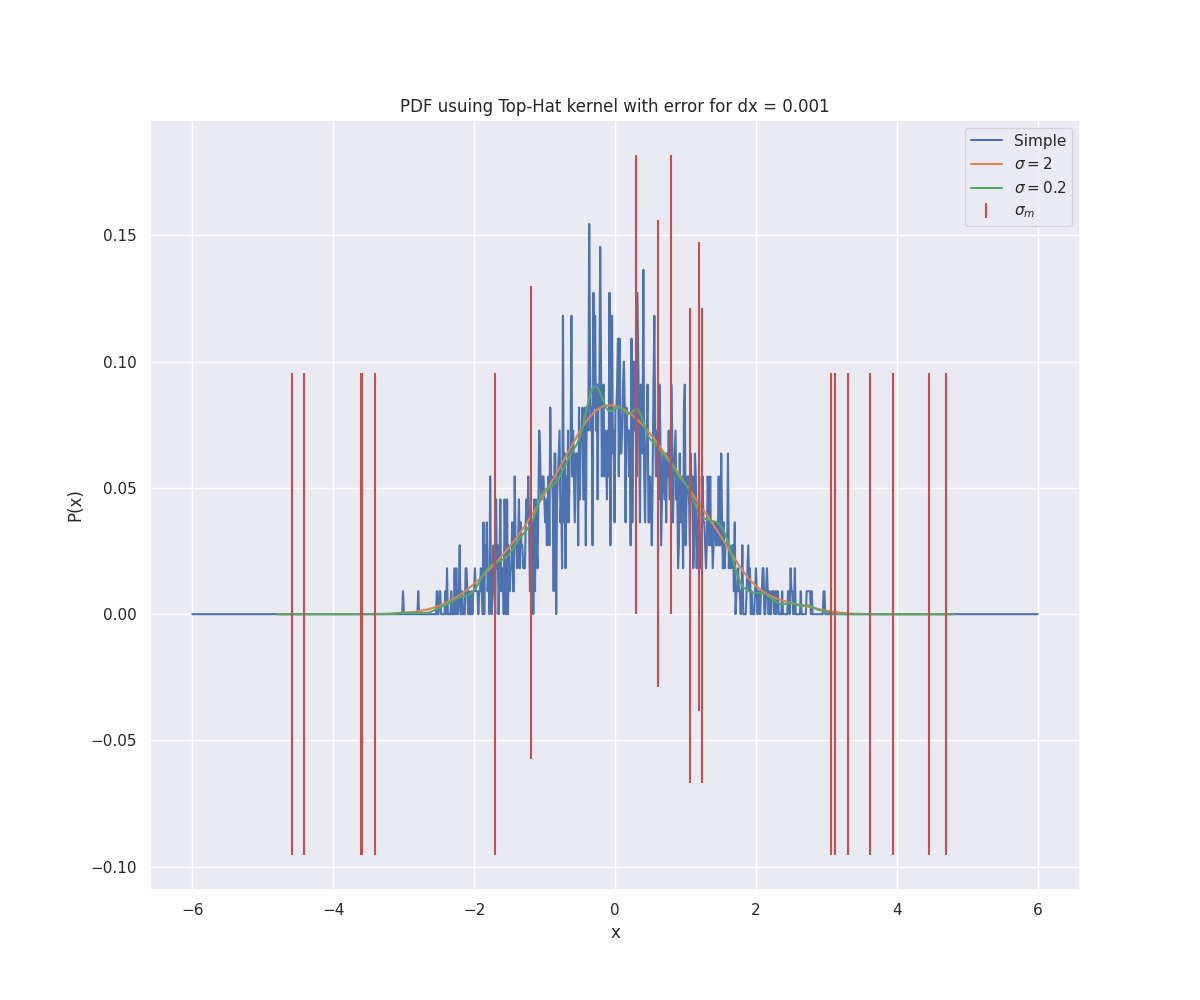 PDF usuing Top-Hat kernel with error for dx = 0.001
Simple
σ = 2
σ = 0.2
σm
0.15
0.10
0.05
0.00
−0.05
−0.10
P(x)
−6 −4 −2 0 2 4 6
x